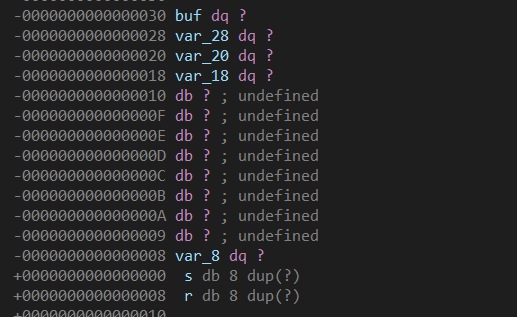 -0000000000000030 buf dq ?
-0000000000000028 var_28 dq ?
-0000000000000020 var_20 dq ?
-0000000000000018 var_18 dq ?
-0000000000000010 db ? ; undefined
-000000000000000F db ? ; undefined
-000000000000000E db ? ; undefined
-000000000000000D db ? ; undefined
-000000000000000C db ? ; undefined
-000000000000000B db ? ; undefined
-000000000000000A db ? ; undefined
-0000000000000009 db ? ; undefined
-0000000000000008 var_8 dq ?
+0000000000000000  s db 8 dup(?)
+0000000000000008  r db 8 dup(?)
+0000000000000010